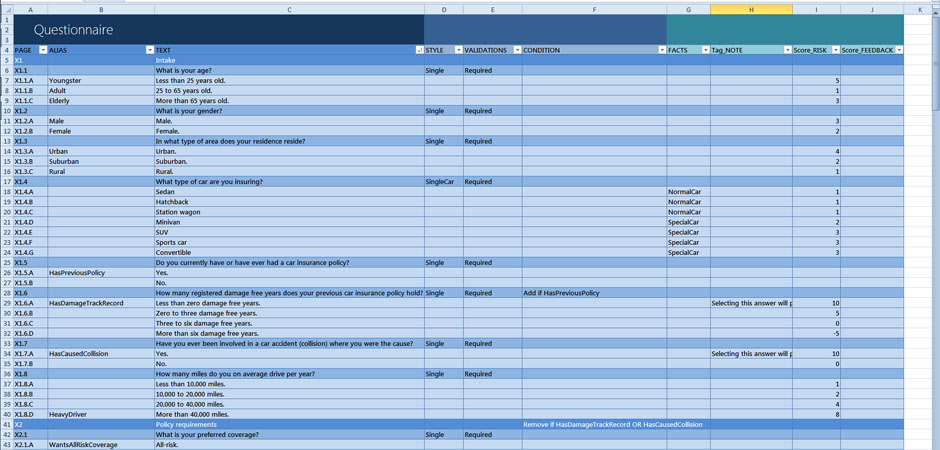 A B C D E F G H I J K
1
2 Questionnaire
3
4 PAGE ALIAS TEXT STYLE VALIDATIONS CONDITION FACTS Tag_NOTE Score_RISK Score_FEEDBACK
5 X1 Intake
6 X1.1 What is your age? Single Required
7 X1.1.A Youngster Less than 25 years old. 5
8 X1.1.B Adult 25 to 65 years old. 1
9 X1.1.C Elderly More than 65 years old. 3
10 X1.2 What is your gender? Single Required
11 X1.2.A Male Male. 3
12 X1.2.B Female Female. 2
13 X1.3 In what type of area does your residence reside? Single Required
14 X1.3.A Urban Urban. 4
15 X1.3.B Suburban Suburban. 2
16 X1.3.C Rural Rural. 1
17 X1.4 What type of car are you insuring? SingleCar Required
18 X1.4.A Sedan NormalCar 1
19 X1.4.B Hatchback NormalCar 1
20 X1.4.C Station wagon NormalCar 1
21 X1.4.D Minivan SpecialCar 2
22 X1.4.E SUV SpecialCar 3
23 X1.4.F Sports car SpecialCar 3
24 X1.4.G Convertible SpecialCar 3
25 X1.5 Do you currently have or have ever had a car insurance policy? Single Required
26 X1.5.A HasPreviousPolicy Yes.
27 X1.5.B No.
28 X1.6 How many registered damage free years does your previous car insurance policy hold? Single Required Add if HasPreviousPolicy
29 X1.6.A HasDamageTrackRecord Less than zero damage free years. Selecting this answer will p 10
30 X1.6.B Zero to three damage free years. 5
31 X1.6.C Three to six damage free years. 0
32 X1.6.D More than six damage free years. -5
33 X1.7 Have you ever been involved in a car accident (collision) where you were the cause? Single Required
34 X1.7.A HasCausedCollision Yes. Selecting this answer will p 10
35 X1.7.B No. 0
36 X1.8 How many miles do you on average drive per year? Single Required
37 X1.8.A Less than 10,000 miles. 1
38 X1.8.B 10,000 to 20,000 miles. 2
39 X1.8.C 20,000 to 40,000 miles. 4
40 X1.8.D HeavyDriver More than 40,000 miles. 8
41 X2 Policy requirements Remove if HasDamageTrackRecord OR HasCausedCollision
42 X2.1 What is your preferred coverage? Single Required
43 X2.1.A WantsAllRiskCoverage All-risk.